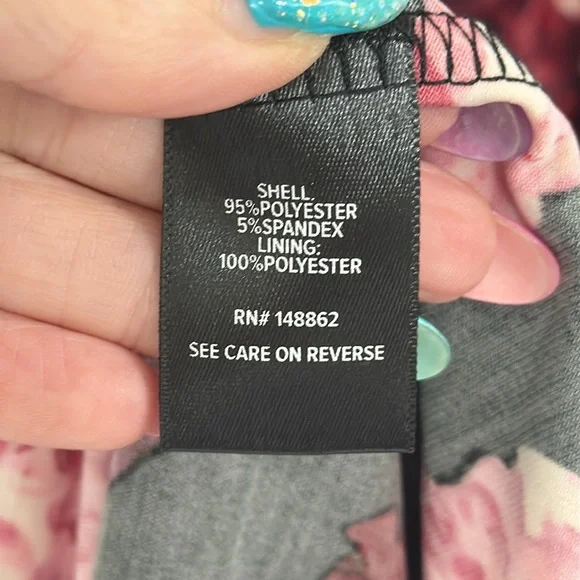 SHELL:
95%POLYESTER
5%SPANDEX
LINING:
100%POLYESTER
RN# 148862
SEE CARE ON REVERSE